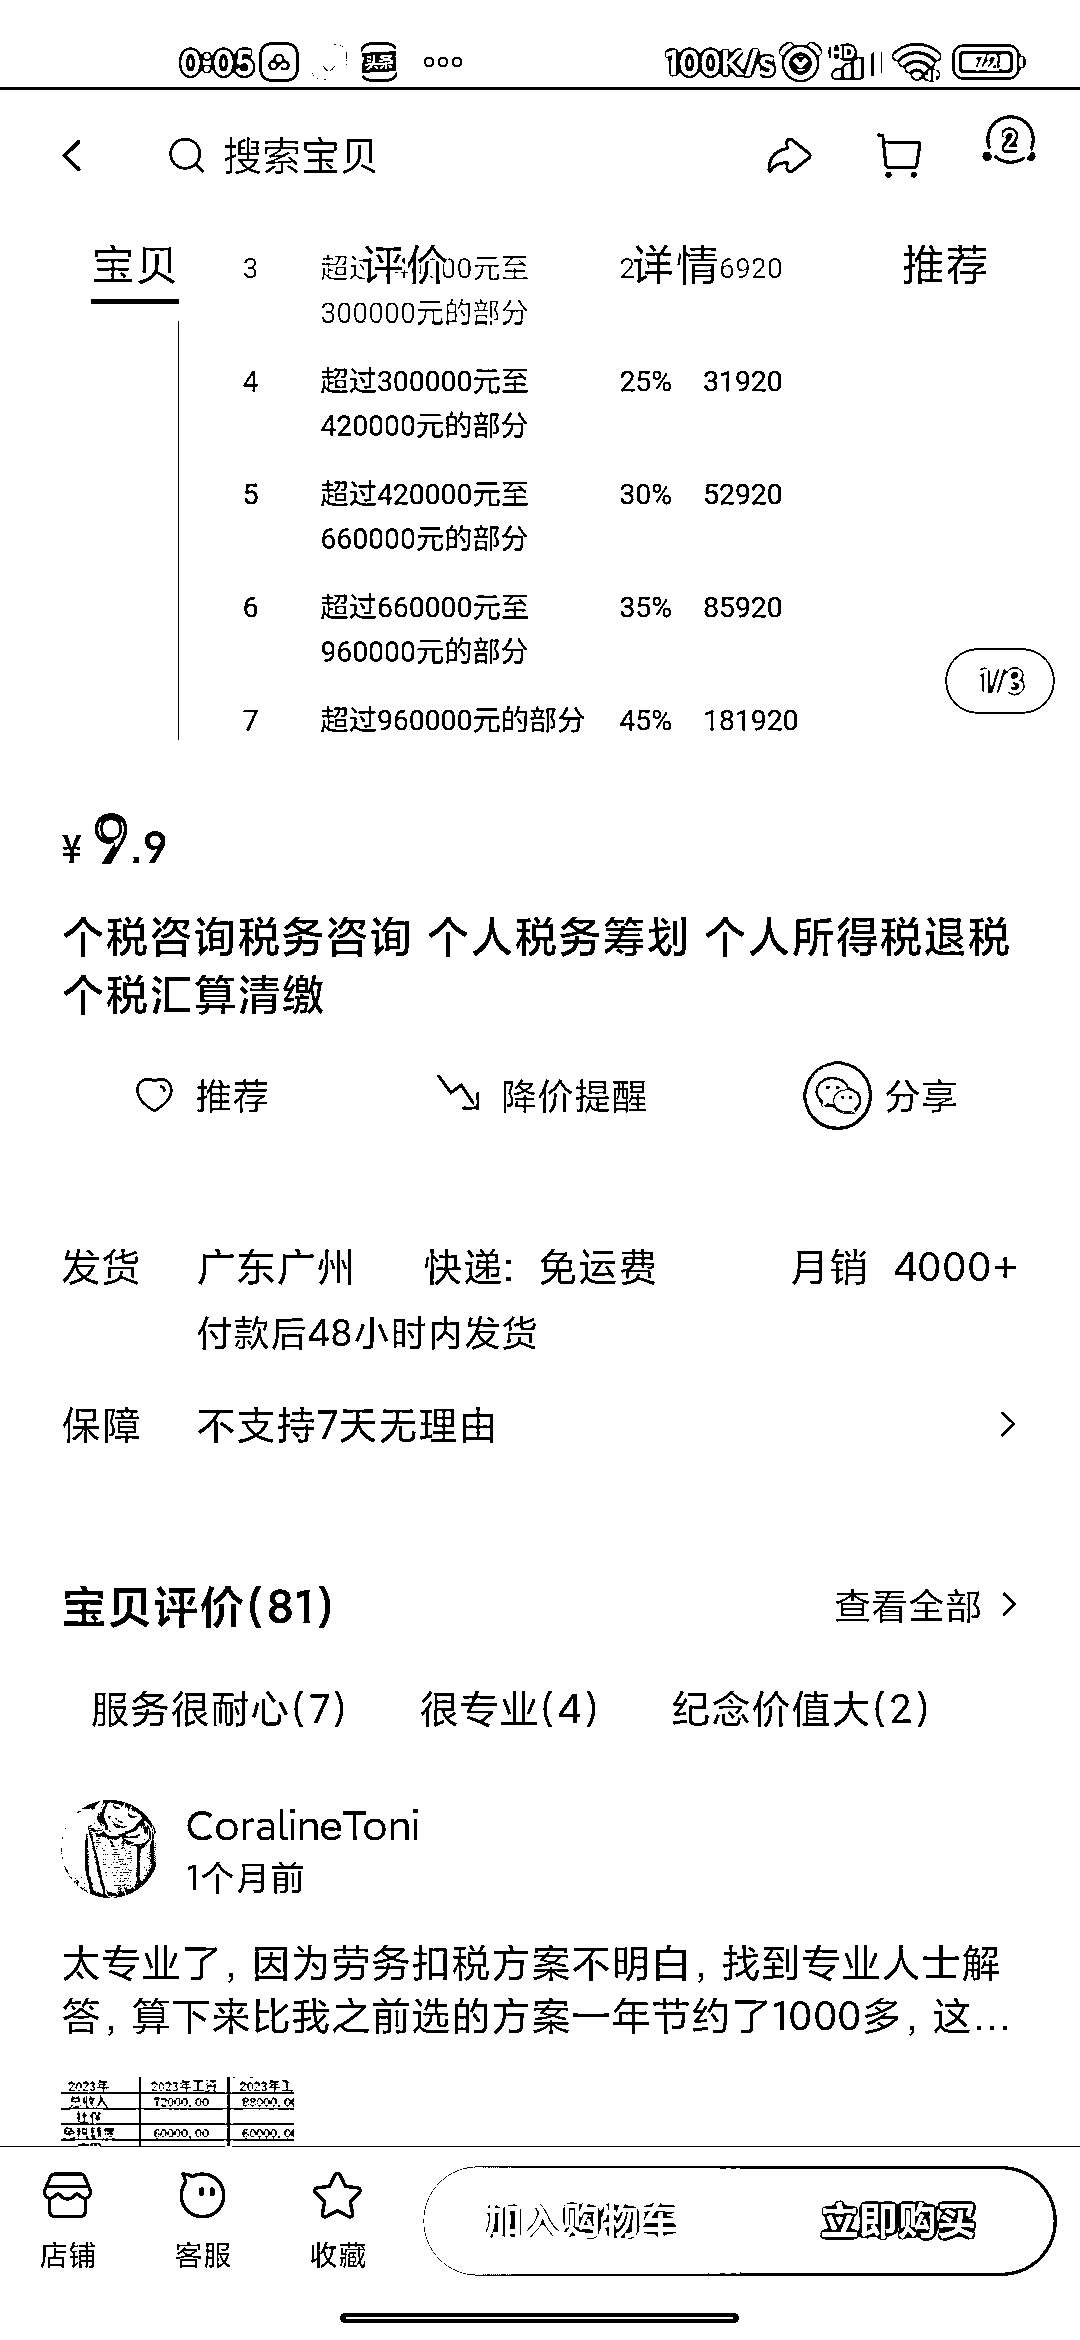 0:05 头条 100K/s HD
搜索宝贝 2
宝贝 评价 详情 推荐
3 超过 00元至 2 6920
300000元的部分
4 超过300000元至 25% 31920
420000元的部分
5 超过420000元至 30% 52920
660000元的部分
6 超过660000元至 35% 85920
960000元的部分
1/3
7 超过960000元的部分 45% 181920
¥9.9
个税咨询税务咨询 个人税务筹划 个人所得税退税
个税汇算清缴
推荐 降价提醒 分享
发货 广东广州 快递: 免运费 月销 4000+
付款后48小时内发货
保障 不支持7天无理由
宝贝评价(81) 查看全部
服务很耐心(7) 很专业(4) 纪念价值大(2)
CoralineToni
1个月前
太专业了, 因为劳务扣税方案不明白, 找到专业人士解
答, 算下来比我之前选的方案一年节约了1000多, 这...
2023年 2023年工资 2023年工
总收入 72000.00 88000.0
社保
免税额度 60000.00 60000.0
店铺 客服 收藏 加入购物车 立即购买